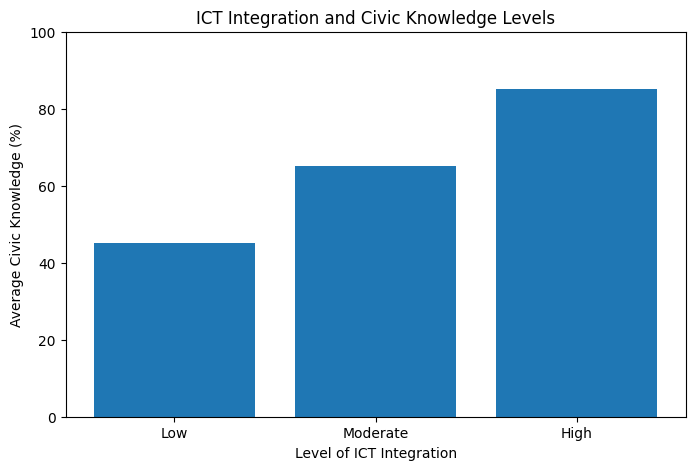 ICT Integration and Civic Knowledge Levels
100
80
60
40
20
0
Average Civic Knowledge (%)
Low Moderate High
Level of ICT Integration